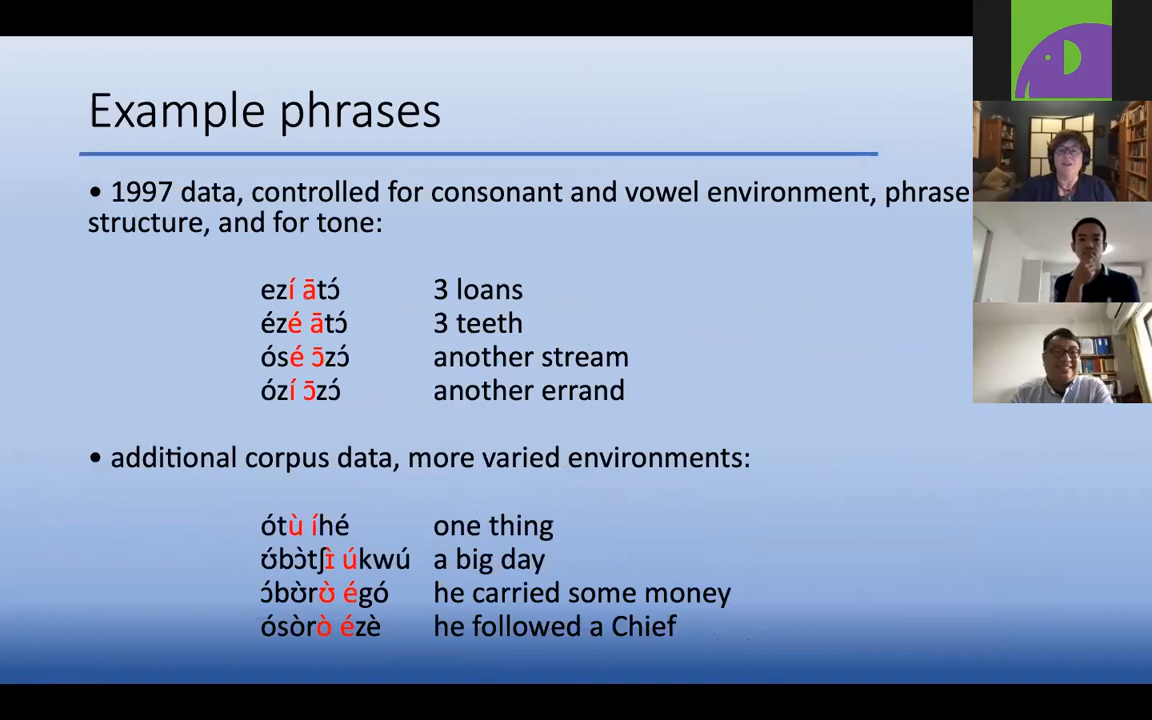 Example phrases
• 1997 data, controlled for consonant and vowel environment, phrase
structure, and for tone:
ezí ātɔ́ 3 loans
ézé ātɔ́ 3 teeth
ósé ɔ̄zɔ́ another stream
ózí ɔ̄zɔ́ another errand
• additional corpus data, more varied environments:
ótù íhé one thing
ʊ́bɔ̀tʃɪ̀ úkwú a big day
ɔ́bʊ̀rʊ̀ égó he carried some money
ósòrò ézè he followed a Chief